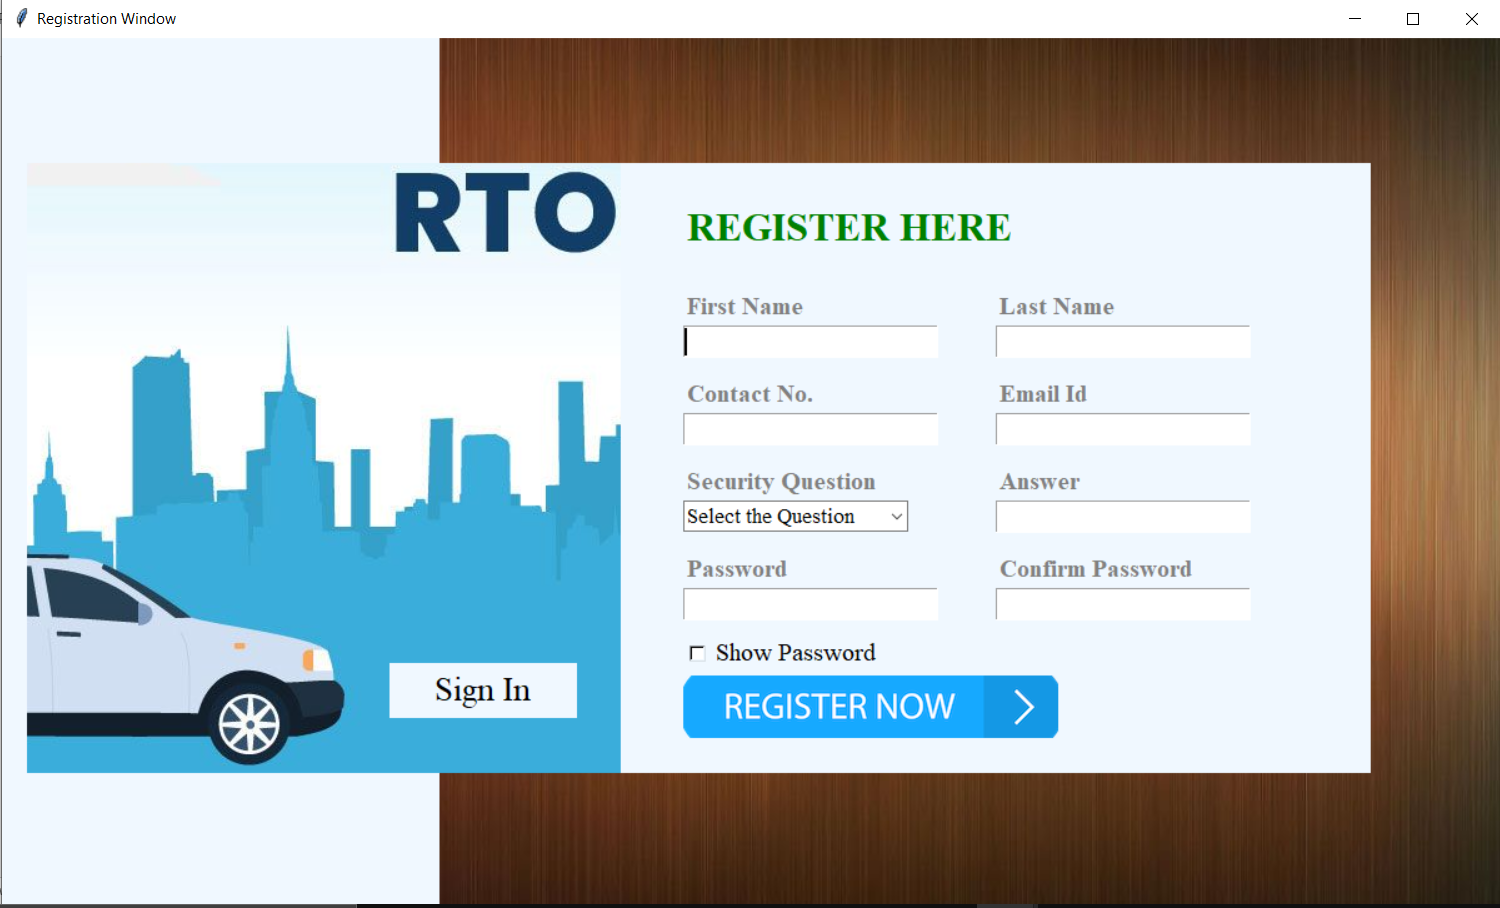 Registration Window
RTO
REGISTER HERE
First Name
Last Name
Contact No.
Email Id
Security Question
Answer
Select the Question
Password
Confirm Password
Show Password
Sign In
REGISTER NOW